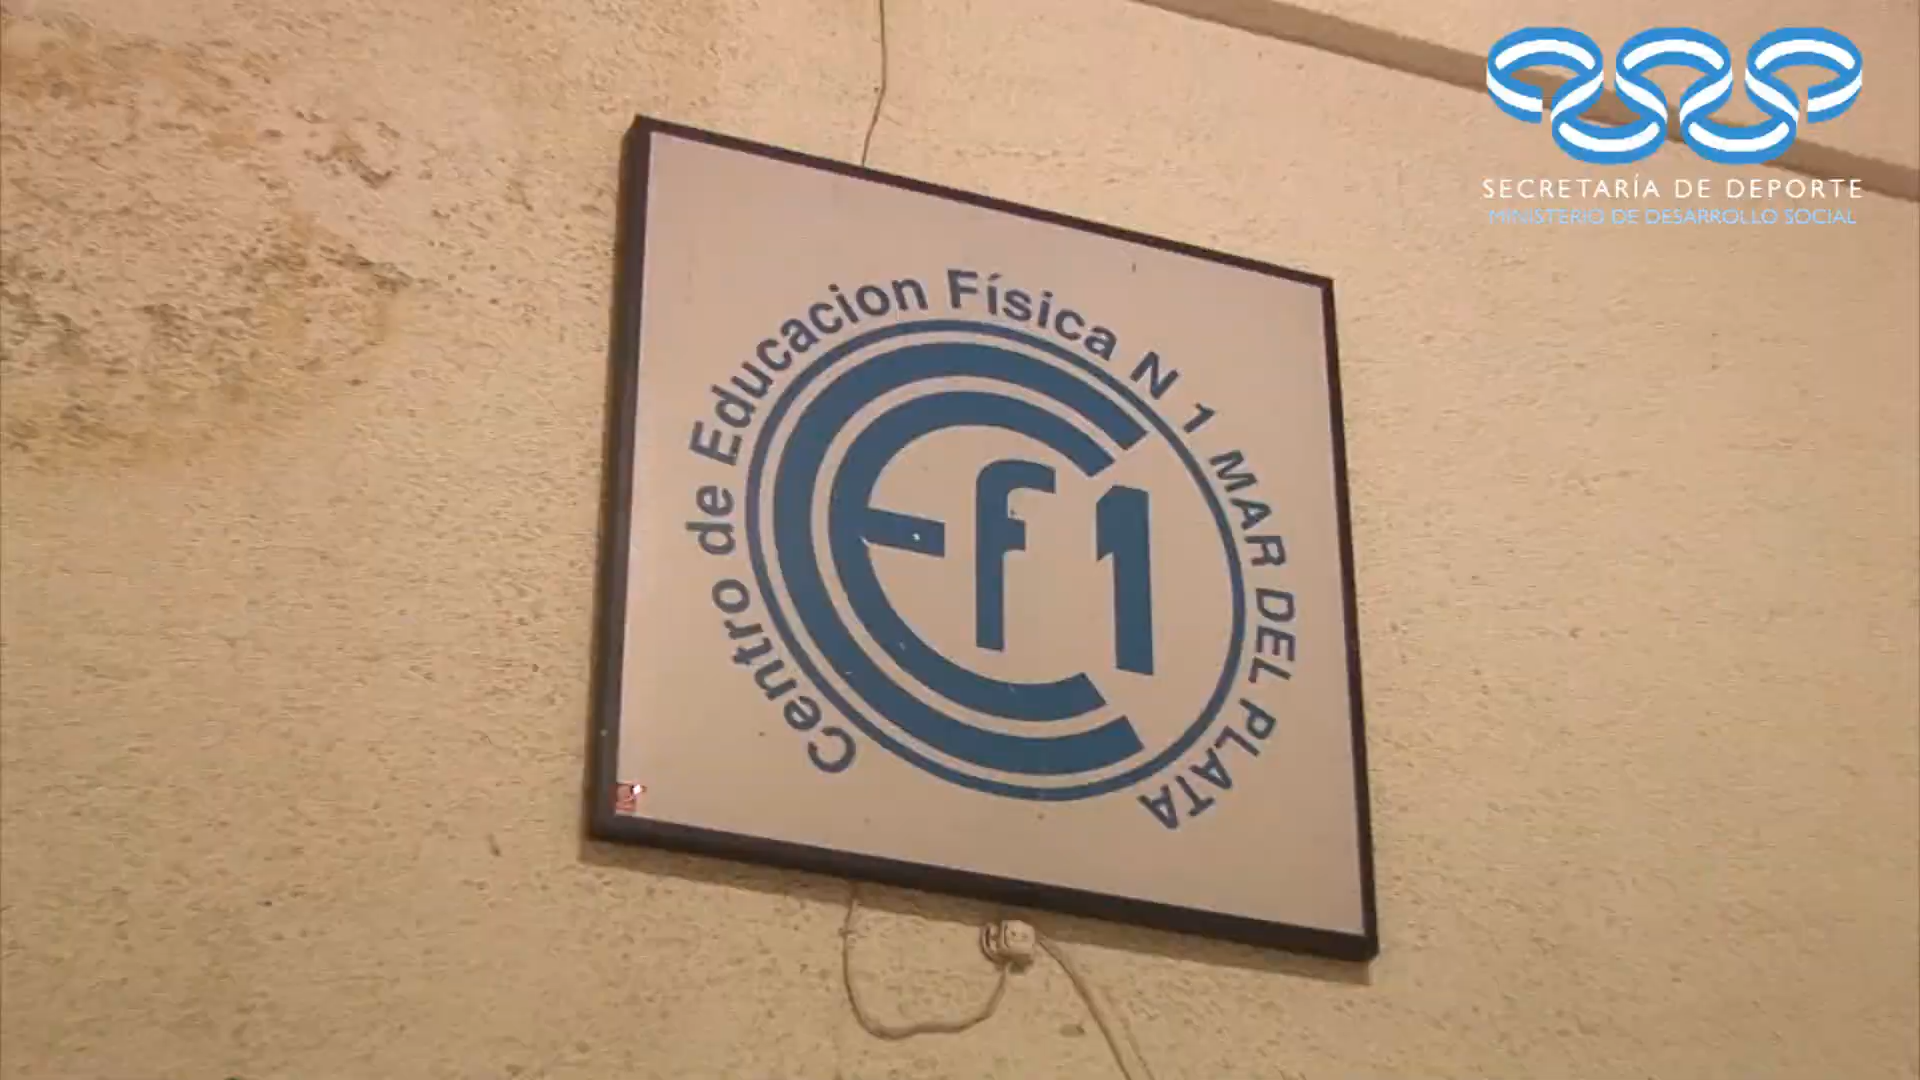 SECRETARÍA DE DEPORTE
MINISTERIO DE DESARROLLO SOCIAL
Centro de Educacion Física N 1 MAR DEL PLATA
CEf1